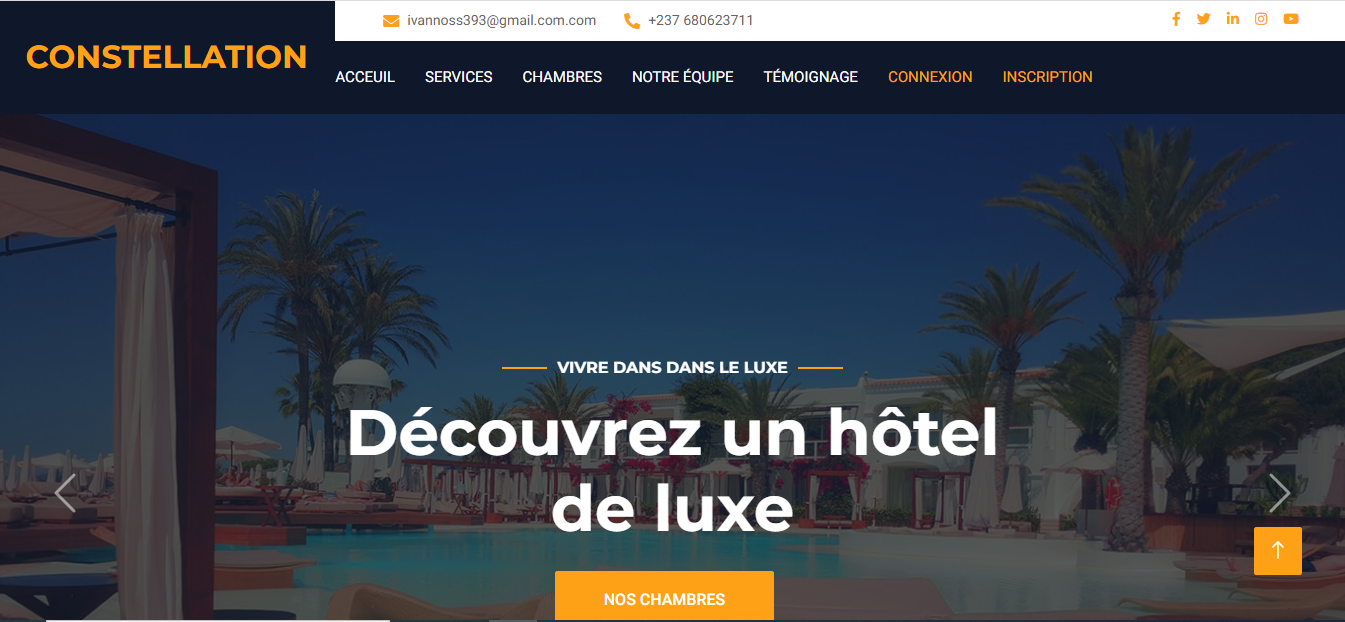 ivannoss393@gmail.com.com +237 680623711
CONSTELLATION
ACCEUIL SERVICES CHAMBRES NOTRE ÉQUIPE TÉMOIGNAGE CONNEXION INSCRIPTION
VIVRE DANS DANS LE LUXE
Découvrez un hôtel
de luxe
NOS CHAMBRES